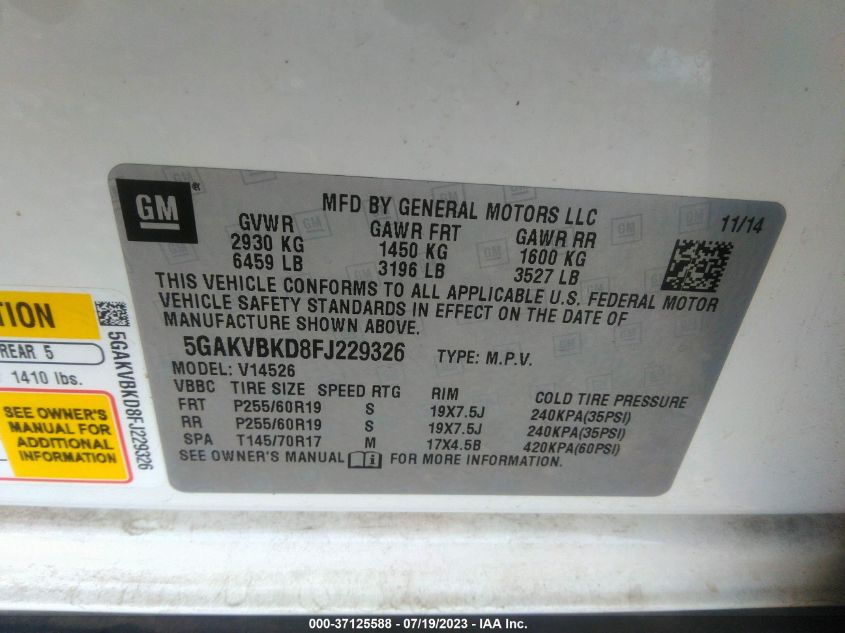 GM®
MFD BY GENERAL MOTORS LLC
11/14
GVWR GAWR FRT GAWR RR
2930 KG 1450 KG 1600 KG
6459 LB 3196 LB 3527 LB
THIS VEHICLE CONFORMS TO ALL APPLICABLE U.S. FEDERAL MOTOR
VEHICLE SAFETY STANDARDS IN EFFECT ON THE DATE OF
MANUFACTURE SHOWN ABOVE.
5GAKVBKD8FJ229326 TYPE: M.P.V.
MODEL: V14526
VBBC TIRE SIZE SPEED RTG RIM COLD TIRE PRESSURE
FRT P255/60R19 S 19X7.5J 240KPA(35PSI)
RR P255/60R19 S 19X7.5J 240KPA(35PSI)
SPA T145/70R17 M 17X4.5B 420KPA(60PSI)
SEE OWNER'S MANUAL i FOR MORE INFORMATION.
TION
REAR 5
1410 lbs.
SEE OWNER'S
MANUAL FOR
ADDITIONAL
INFORMATION
5GAKVBKD8FJ229326
000-37125588 - 07/19/2023 - IAA Inc.